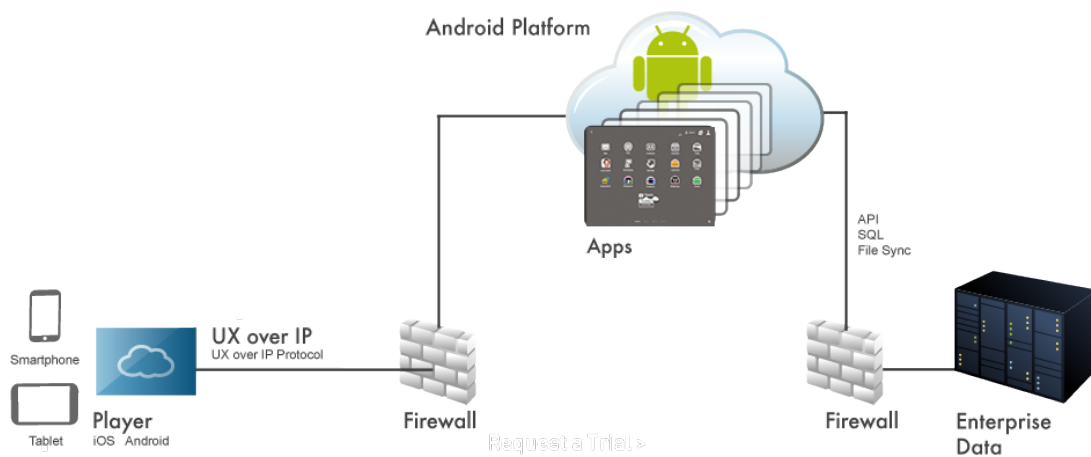 Android Platform
Apps
API
SQL
File Sync
Smartphone
UX over IP
UX over IP Protocol
Tablet
Player
iOS Android
Firewall
Firewall
Enterprise
Data
Request a Trial >